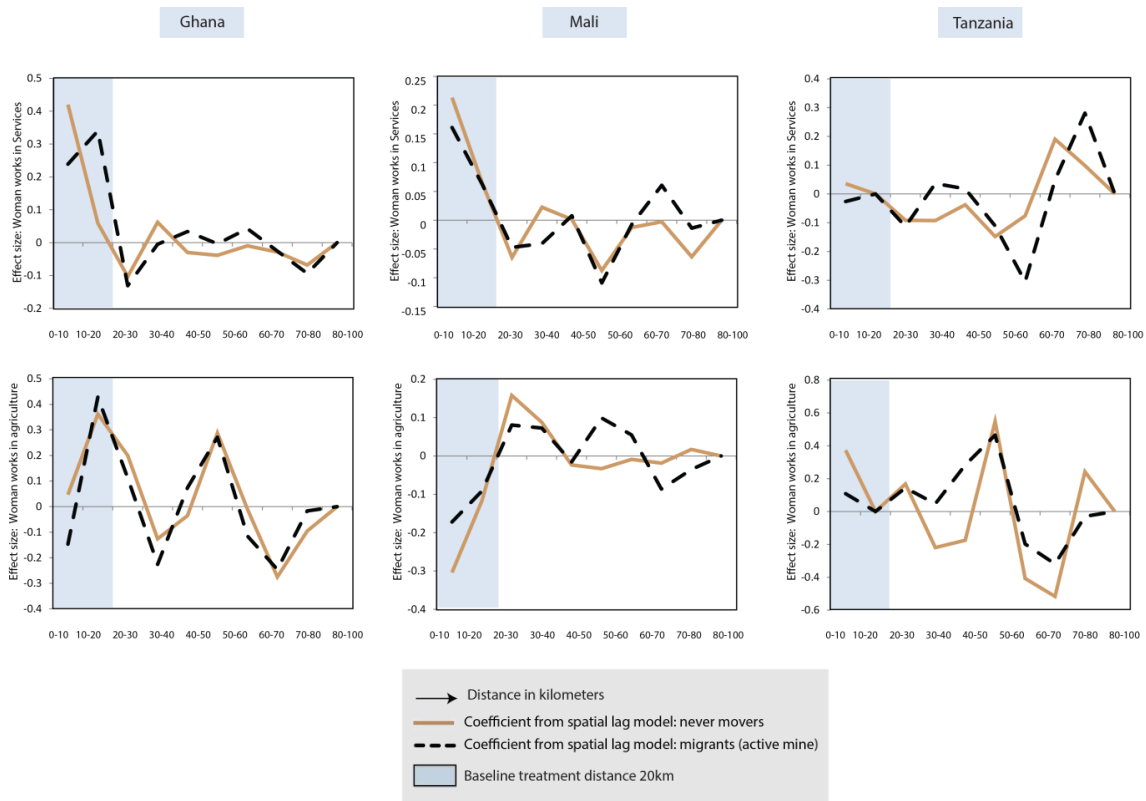 Ghana
Mali
Tanzania
Effect size: Woman works in Services
0.5
0.4
0.3
0.2
0.1
0
-0.1
-0.2
0-10 10-20 20-30 30-40 40-50 50-60 60-70 70-80 80-100
Effect size: Woman works in Services
0.25
0.2
0.15
0.1
0.05
0
-0.05
-0.1
-0.15
0-10 10-20 20-30 30-40 40-50 50-60 60-70 70-80 80-100
Effect size: Woman works in Services
0.4
0.3
0.2
0.1
0
-0.1
-0.2
-0.3
-0.4
0-10 10-20 20-30 30-40 40-50 50-60 60-70 70-80 80-100
Effect size: Woman works in agriculture
0.5
0.4
0.3
0.2
0.1
0
-0.1
-0.2
-0.3
-0.4
0-10 10-20 20-30 30-40 40-50 50-60 60-70 70-80 80-100
Effect size: Woman works in agriculture
0.2
0.1
0
-0.1
-0.2
-0.3
-0.4
0-10 10-20 20-30 30-40 40-50 50-60 60-70 70-80 80-100
Effect size: Woman works in agriculture
0.8
0.6
0.4
0.2
0
-0.2
-0.4
-0.6
0-10 10-20 20-30 30-40 40-50 50-60 60-70 70-80 80-100
Distance in kilometers
Coefficient from spatial lag model: never movers
Coefficient from spatial lag model: migrants (active mine)
Baseline treatment distance 20km